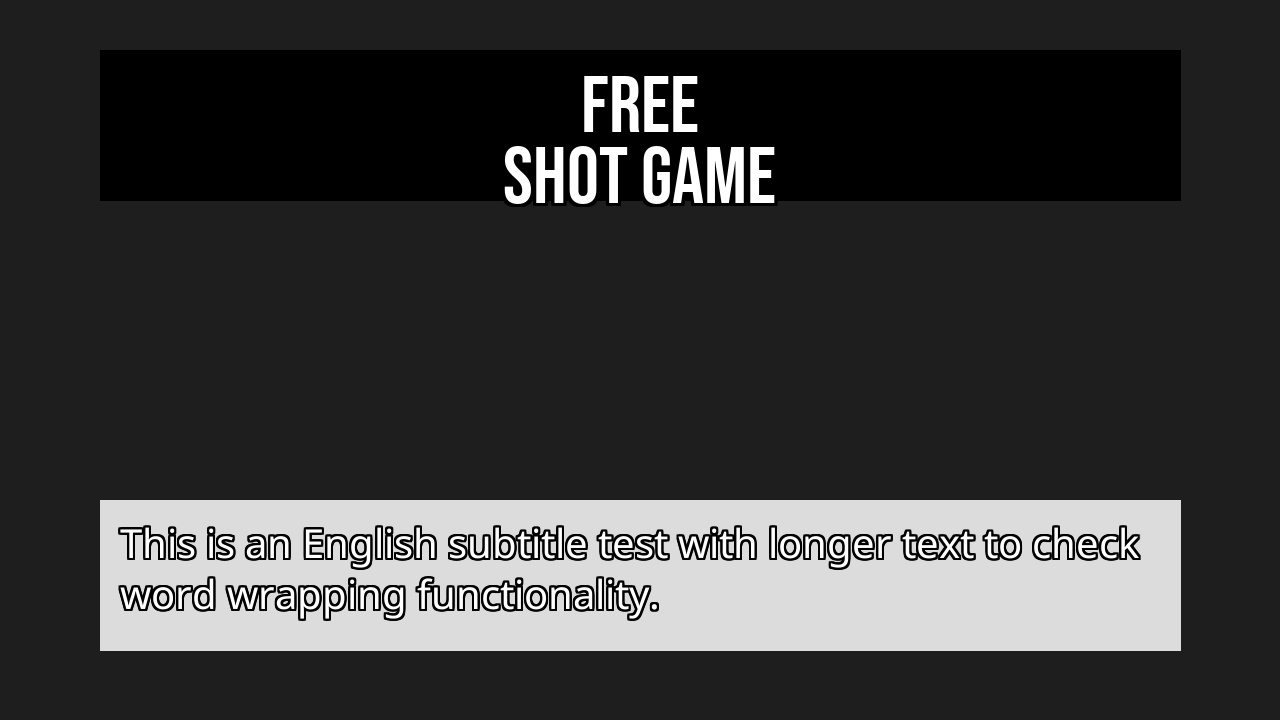 FREE
SHOT GAME
This is an English subtitle test with longer text to check
word wrapping functionality.